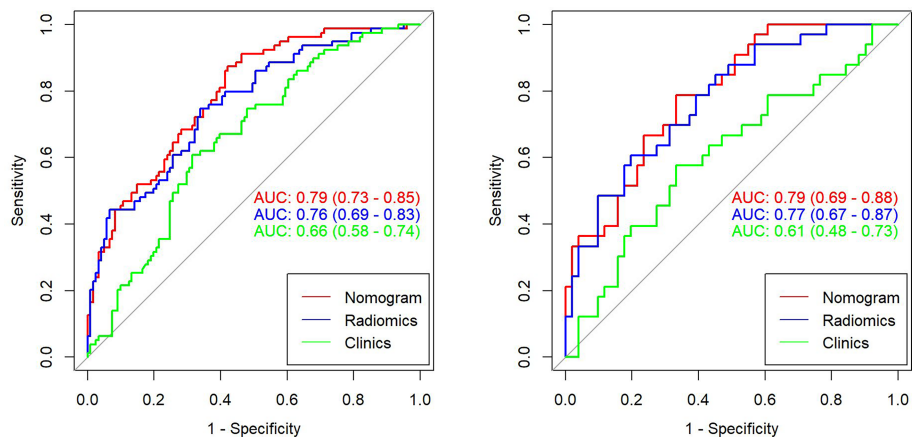 1.0
0.8
0.6
0.4
0.2
0.0
Sensitivity
AUC: 0.79 (0.73 - 0.85)
AUC: 0.76 (0.69 - 0.83)
AUC: 0.66 (0.58 - 0.74)
Nomogram
Radiomics
Clinics
0.0 0.2 0.4 0.6 0.8 1.0
1 - Specificity
1.0
0.8
0.6
0.4
0.2
0.0
Sensitivity
AUC: 0.79 (0.69 - 0.88)
AUC: 0.77 (0.67 - 0.87)
AUC: 0.61 (0.48 - 0.73)
Nomogram
Radiomics
Clinics
0.0 0.2 0.4 0.6 0.8 1.0
1 - Specificity